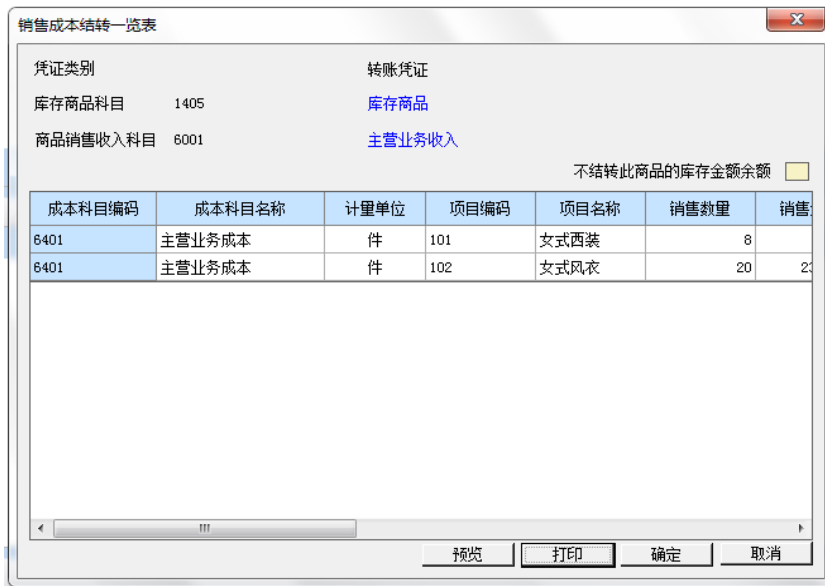 销售成本结转一览表
凭证类别 转账凭证
库存商品科目 1405 库存商品
商品销售收入科目 6001 主营业务收入
不结转此商品的库存金额余额
成本科目编码 成本科目名称 计量单位 项目编码 项目名称 销售数量 销售
6401 主营业务成本 件 101 女式西装 8
6401 主营业务成本 件 102 女式风衣 20
预览 打印 确定 取消